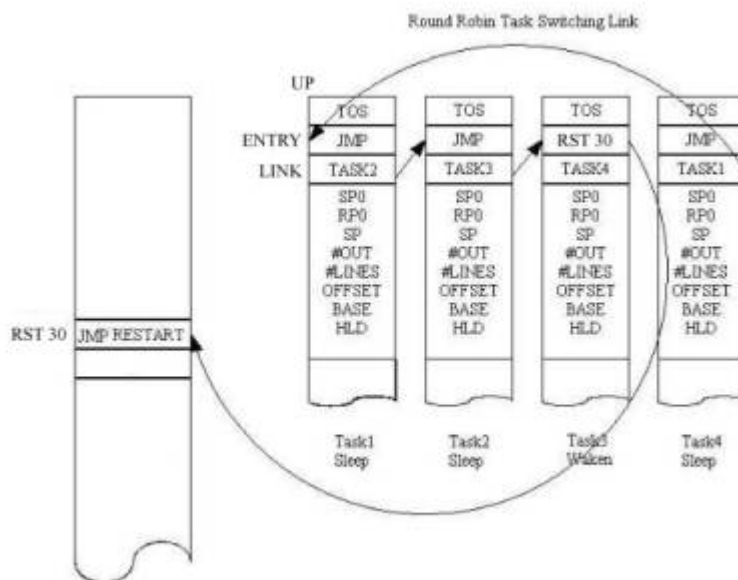 Round Robin Task Switching Link
UP
TOS
TOS
TOS
TOS
ENTRY
JMP
JMP
RST 30
JMP
LINK
TASK2
TASK3
TASK4
TASK1
SP0
RP0
SP
#OUT
#LINES
OFFSET
BASE
HLD
SP0
RP0
SP
#OUT
#LINES
OFFSET
BASE
HLD
SP0
RP0
SP
#OUT
#LINES
OFFSET
BASE
HLD
SP0
RP0
SP
#OUT
#LINES
OFFSET
BASE
HLD
RST 30
JMP RESTART
Task1
Sleep
Task2
Sleep
Task3
Waken
Task4
Sleep